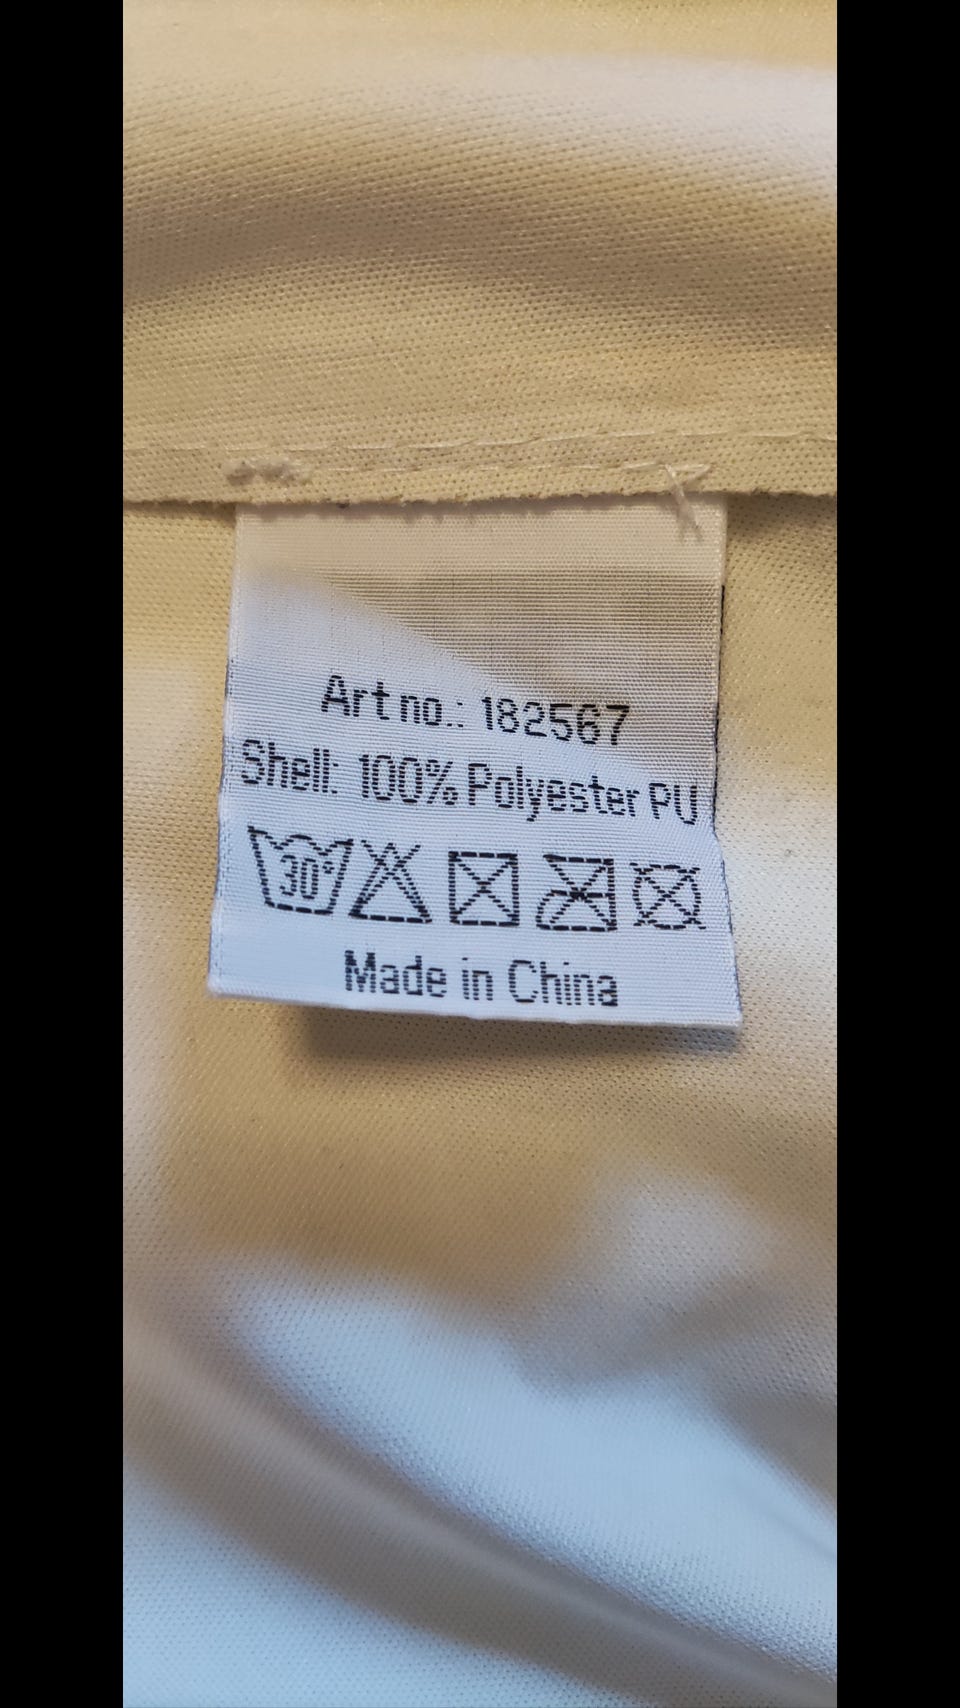 Art no.: 182567
Shell: 100% Polyester PU
30°
Made in China